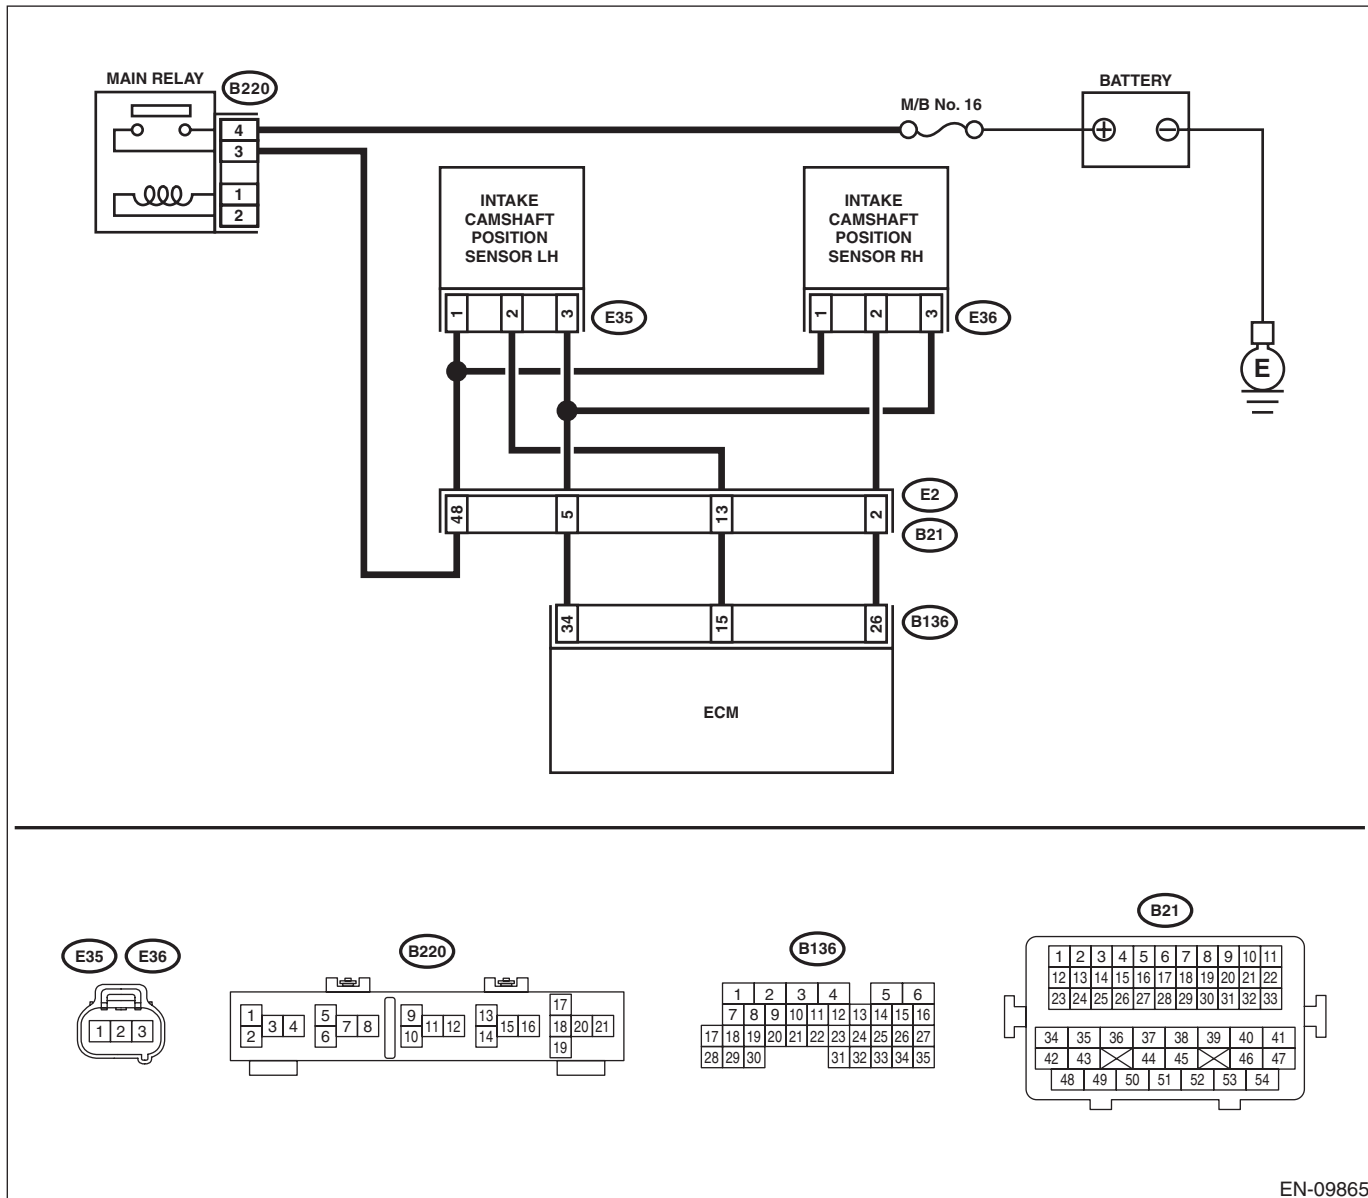 MAIN RELAY
B220
4
3
1
2
M/B No. 16
BATTERY
+
−
E
INTAKE
CAMSHAFT
POSITION
SENSOR LH
1 2 3
E35
INTAKE
CAMSHAFT
POSITION
SENSOR RH
1 2 3
E36
48 5 13 2
E2
B21
34 15 26
B136
ECM
E35 E36
1 2 3
B220
1 2 3 4
5 6 7 8
9 10 11 12
13 14 15 16
17 18 19 20 21
B136
1 2 3 4 5 6
7 8 9 10 11 12 13 14 15 16
17 18 19 20 21 22 23 24 25 26 27
28 29 30 31 32 33 34 35
B21
1 2 3 4 5 6 7 8 9 10 11
12 13 14 15 16 17 18 19 20 21 22
23 24 25 26 27 28 29 30 31 32 33
34 35 36 37 38 39 40 41
42 43 44 45 46 47
48 49 50 51 52 53 54
EN-09865